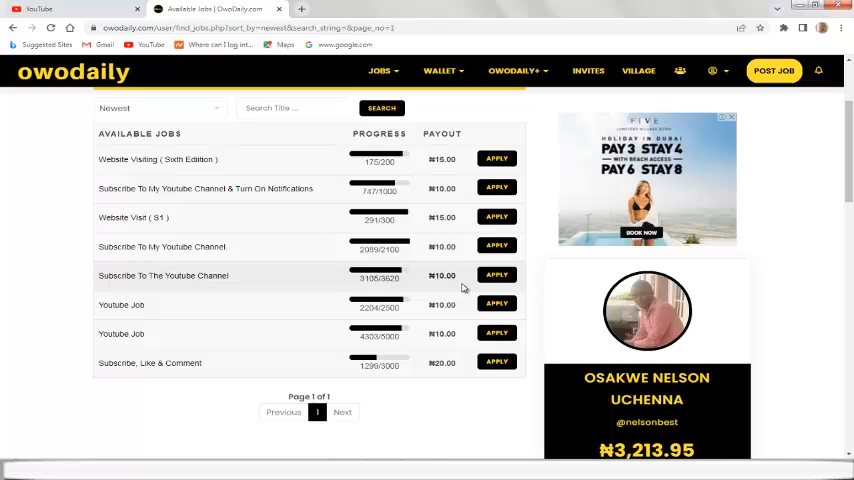 YouTube
Available Jobs | OwoDaily.com
owodaily.com/user/find_jobs.php?sort_by=newest&search_string=&page_no=1
Suggested Sites
Gmail
YouTube
Where can I log int...
Maps
www.google.com
owodaily
JOBS
WALLET
OWODAILY+
INVITES
VILLAGE
POST JOB
Newest
Search Title ....
SEARCH
AVAILABLE JOBS PROGRESS PAYOUT
Website Visiting ( Sixth Edition ) 175/200 ₦15.00 APPLY
Subscribe To My Youtube Channel & Turn On Notifications 747/1000 ₦10.00 APPLY
Website Visit ( S1 ) 291/300 ₦15.00 APPLY
Subscribe To My Youtube Channel 2089/2100 ₦10.00 APPLY
Subscribe To The Youtube Channel 3105/3620 ₦10.00 APPLY
Youtube Job 2204/2500 ₦10.00 APPLY
Youtube Job 4303/5000 ₦10.00 APPLY
Subscribe, Like & Comment 1299/3000 ₦20.00 APPLY
Page 1 of 1
Previous 1 Next
FIVE
HOLIDAY IN DUBAI
PAY 3 STAY 4
WITH BEACH ACCESS
PAY 6 STAY 8
BOOK NOW
OSAKWE NELSON
UCHENNA
@nelsonbest
₦3,213.95